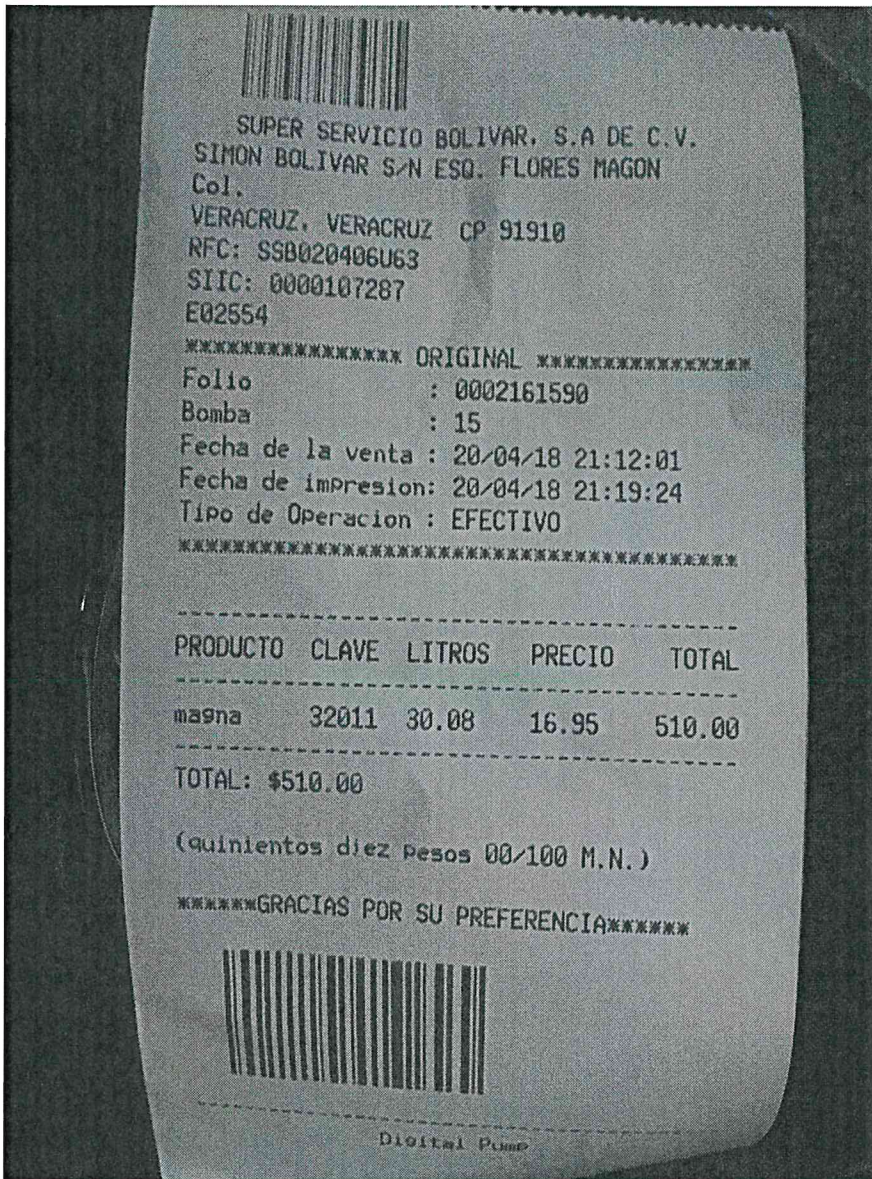 SUPER SERVICIO BOLIVAR, S.A DE C.V.
SIMON BOLIVAR S/N ESQ. FLORES MAGON
Col.
VERACRUZ, VERACRUZ CP 91910
RFC: SSB020406U63
SIIC: 0000107287
E02554
**************** ORIGINAL ****************
Folio : 0002161590
Bomba : 15
Fecha de la venta : 20/04/18 21:12:01
Fecha de impresion: 20/04/18 21:19:24
Tipo de Operacion : EFECTIVO
*****************************************
-----------------------------------------
PRODUCTO CLAVE LITROS PRECIO TOTAL
-----------------------------------------
magna 32011 30.08 16.95 510.00
-----------------------------------------
TOTAL: $510.00
(quinientos diez pesos 00/100 M.N.)
******GRACIAS POR SU PREFERENCIA******
-----------------------------------------
Digital Pump